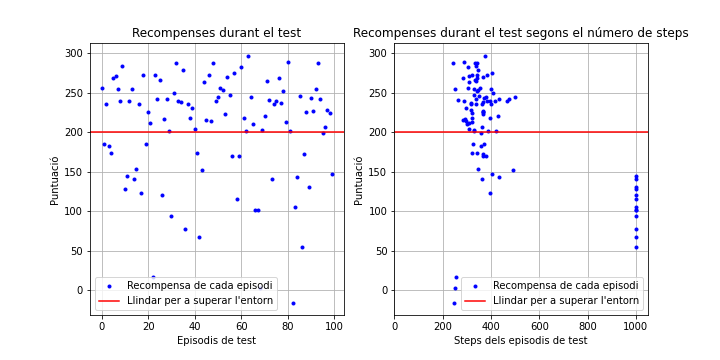 Recompenses durant el test
Puntuació
300
250
200
150
100
50
0
Recompensa de cada episodi
Llindar per a superar l'entorn
0 20 40 60 80 100
Episodis de test
Recompenses durant el test segons el número de steps
Puntuació
300
250
200
150
100
50
0
Recompensa de cada episodi
Llindar per a superar l'entorn
0 200 400 600 800 1000
Steps dels episodis de test